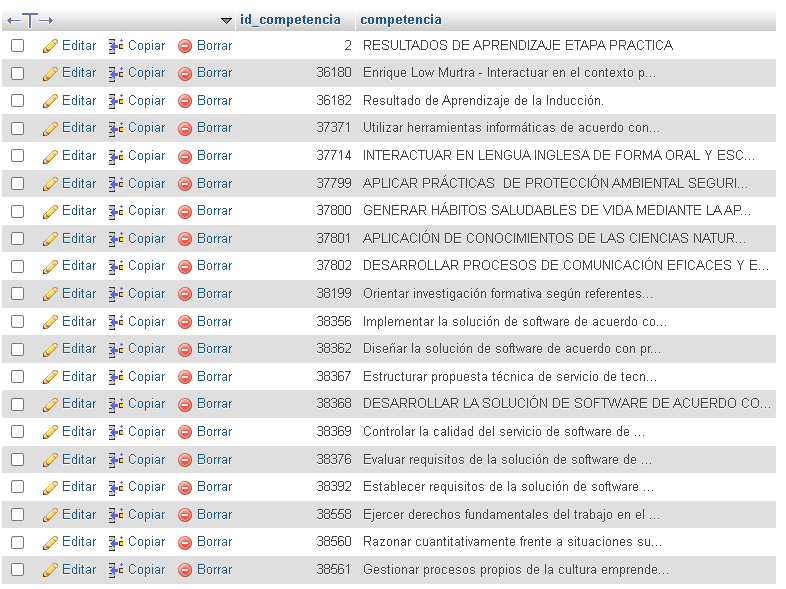 ←T→ id_competencia competencia
Editar Copiar Borrar 2 RESULTADOS DE APRENDIZAJE ETAPA PRACTICA
Editar Copiar Borrar 36180 Enrique Low Murtra - Interactuar en el contexto p...
Editar Copiar Borrar 36182 Resultado de Aprendizaje de la Inducción.
Editar Copiar Borrar 37371 Utilizar herramientas informáticas de acuerdo con...
Editar Copiar Borrar 37714 INTERACTUAR EN LENGUA INGLESA DE FORMA ORAL Y ESC...
Editar Copiar Borrar 37799 APLICAR PRÁCTICAS  DE PROTECCIÓN AMBIENTAL SEGURI...
Editar Copiar Borrar 37800 GENERAR HÁBITOS SALUDABLES DE VIDA MEDIANTE LA AP...
Editar Copiar Borrar 37801 APLICACIÓN DE CONOCIMIENTOS DE LAS CIENCIAS NATUR...
Editar Copiar Borrar 37802 DESARROLLAR PROCESOS DE COMUNICACIÓN EFICACES Y E...
Editar Copiar Borrar 38199 Orientar investigación formativa según referentes...
Editar Copiar Borrar 38356 Implementar la solución de software de acuerdo co...
Editar Copiar Borrar 38362 Diseñar la solución de software de acuerdo con pr...
Editar Copiar Borrar 38367 Estructurar propuesta técnica de servicio de tecn...
Editar Copiar Borrar 38368 DESARROLLAR LA SOLUCIÓN DE SOFTWARE DE ACUERDO CO...
Editar Copiar Borrar 38369 Controlar la calidad del servicio de software de ...
Editar Copiar Borrar 38376 Evaluar requisitos de la solución de software de ...
Editar Copiar Borrar 38392 Establecer requisitos de la solución de software ...
Editar Copiar Borrar 38558 Ejercer derechos fundamentales del trabajo en el ...
Editar Copiar Borrar 38560 Razonar cuantitativamente frente a situaciones su...
Editar Copiar Borrar 38561 Gestionar procesos propios de la cultura emprende...